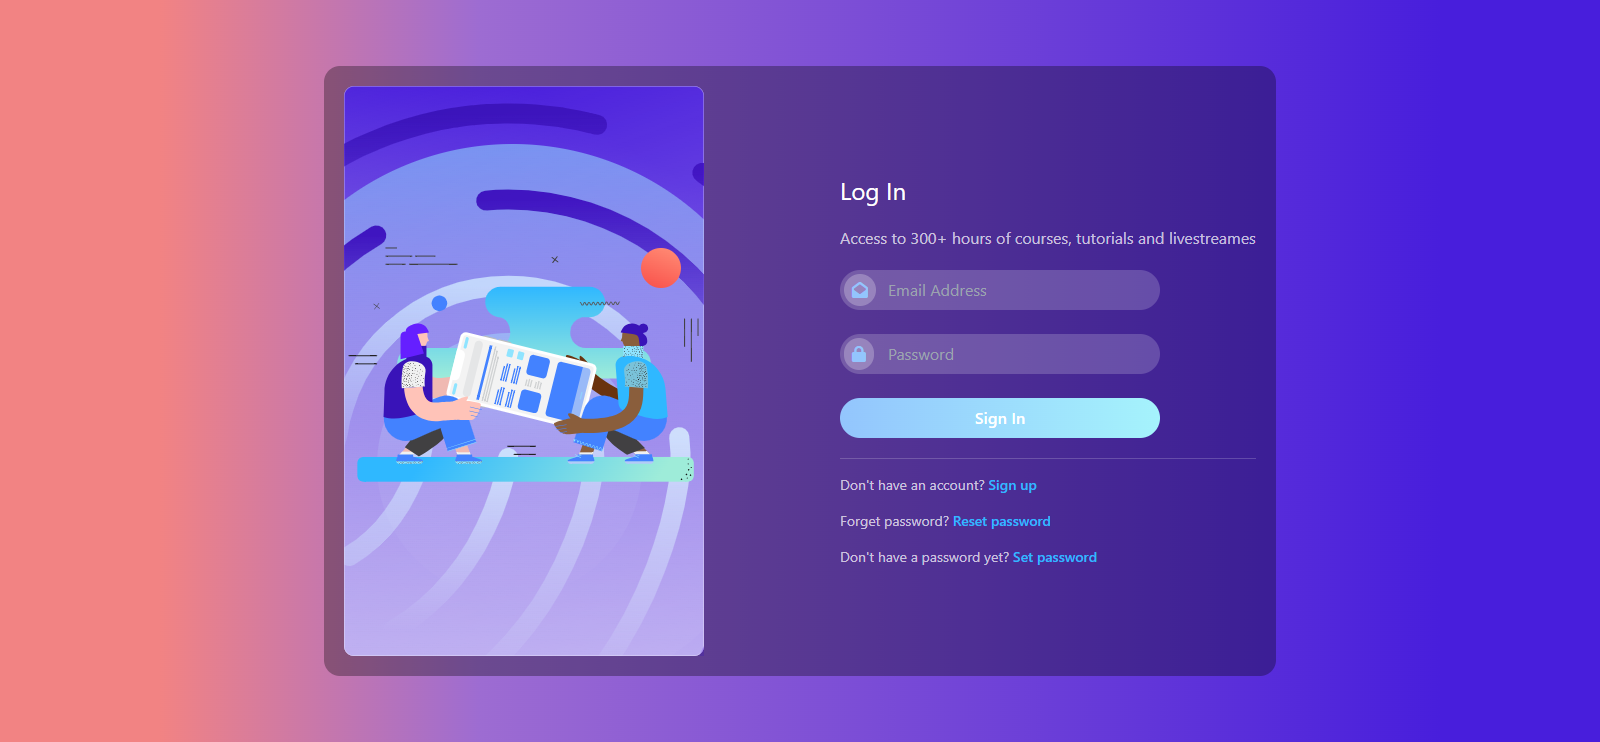 Log In
Access to 300+ hours of courses, tutorials and livestreames
Email Address
Password
Sign In
Don't have an account? Sign up
Forget password? Reset password
Don't have a password yet? Set password